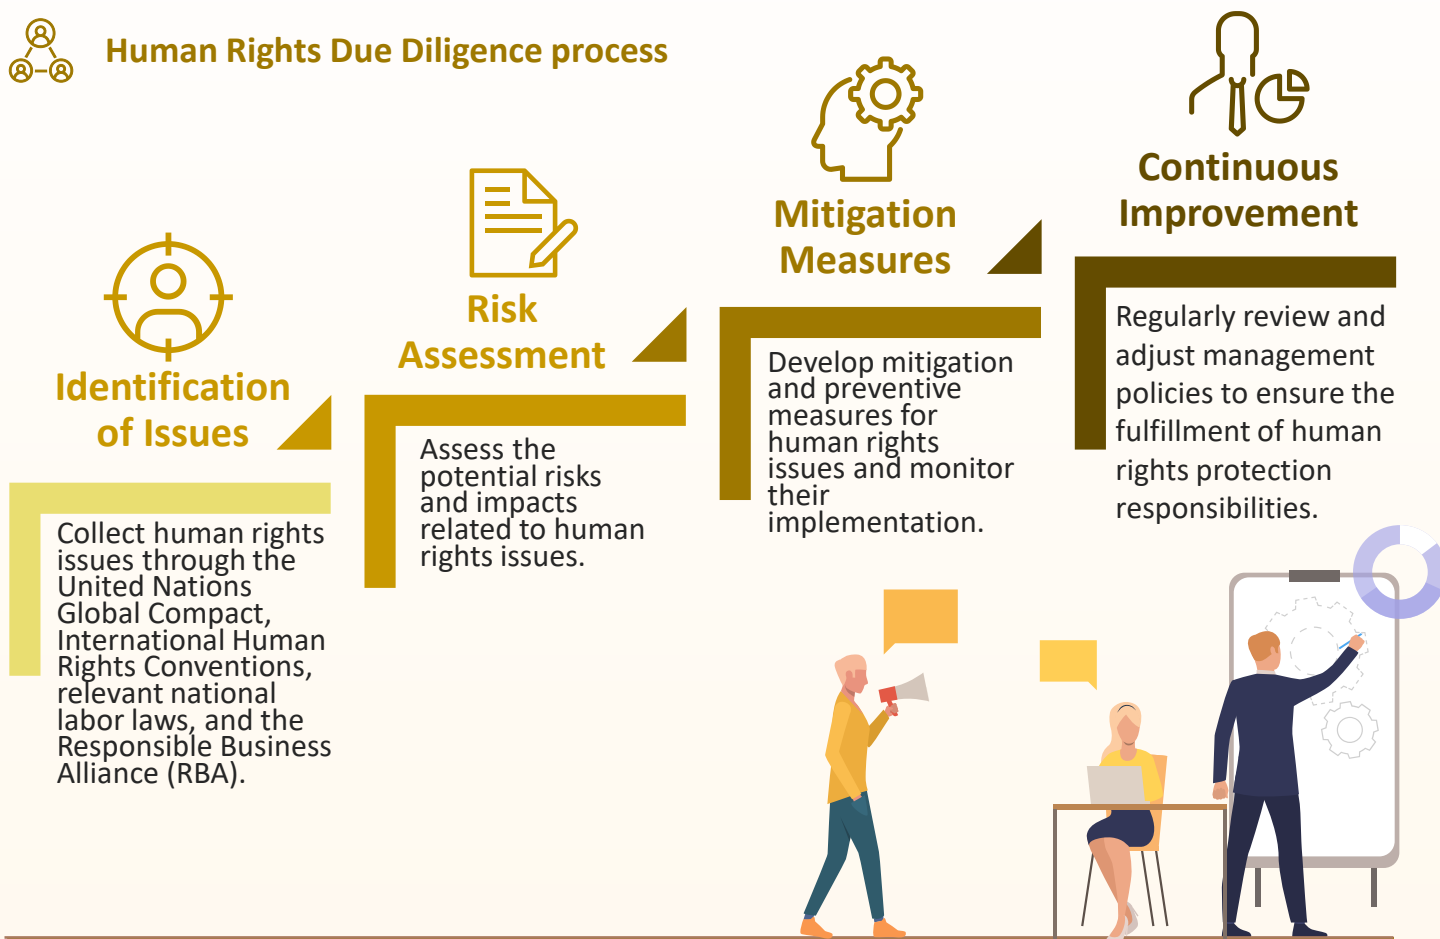 Human Rights Due Diligence process
Identification
of Issues
Collect human rights
issues through the
United Nations
Global Compact,
International Human
Rights Conventions,
relevant national
labor laws, and the
Responsible Business
Alliance (RBA).
Risk
Assessment
Assess the
potential risks
and impacts
related to human
rights issues.
Mitigation
Measures
Develop mitigation
and preventive
measures for
human rights
issues and monitor
their
implementation.
Continuous
Improvement
Regularly review and
adjust management
policies to ensure the
fulfillment of human
rights protection
responsibilities.